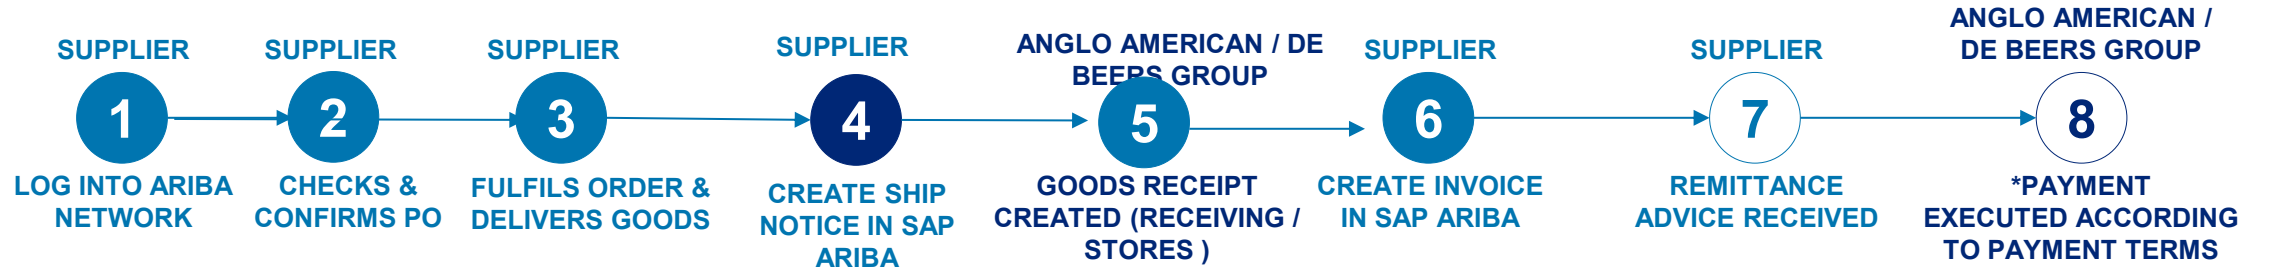 SUPPLIER
1
LOG INTO ARIBA
NETWORK
SUPPLIER
2
CHECKS &
CONFIRMS PO
SUPPLIER
3
FULFILS ORDER &
DELIVERS GOODS
SUPPLIER
4
CREATE SHIP
NOTICE IN SAP
ARIBA
ANGLO AMERICAN / DE
BEERS GROUP
5
GOODS RECEIPT
CREATED (RECEIVING /
STORES )
SUPPLIER
6
CREATE INVOICE
IN SAP ARIBA
SUPPLIER
7
REMITTANCE
ADVICE RECEIVED
ANGLO AMERICAN /
DE BEERS GROUP
8
*PAYMENT
EXECUTED ACCORDING
TO PAYMENT TERMS